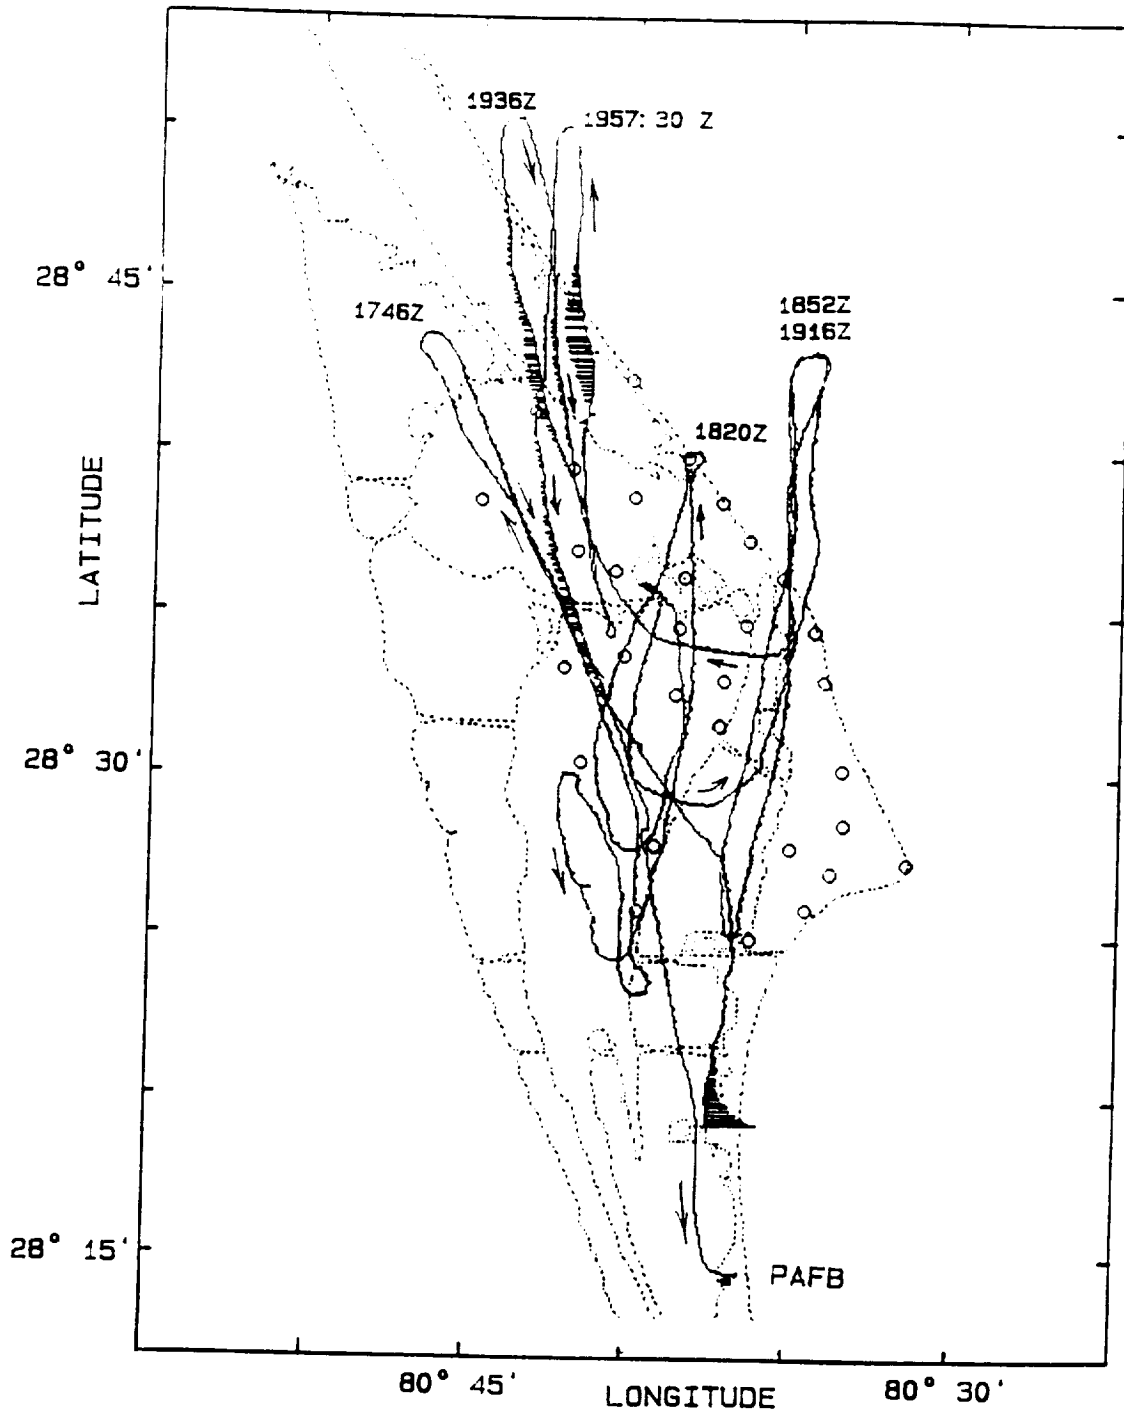 1936Z
1957:30 Z
28° 45'
1746Z
1852Z
1916Z
1820Z
LATITUDE
28° 30'
28° 15'
PAFB
80° 45'
LONGITUDE
80° 30'